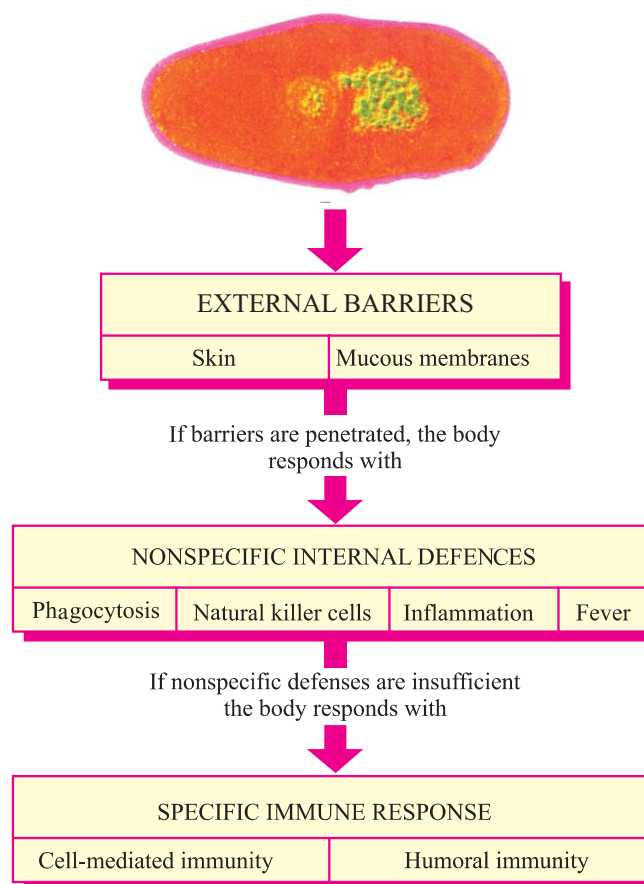 EXTERNAL BARRIERS
Skin
Mucous membranes
If barriers are penetrated, the body
responds with
NONSPECIFIC INTERNAL DEFENCES
Phagocytosis
Natural killer cells
Inflammation
Fever
If nonspecific defenses are insufficient
the body responds with
SPECIFIC IMMUNE RESPONSE
Cell-mediated immunity
Humoral immunity